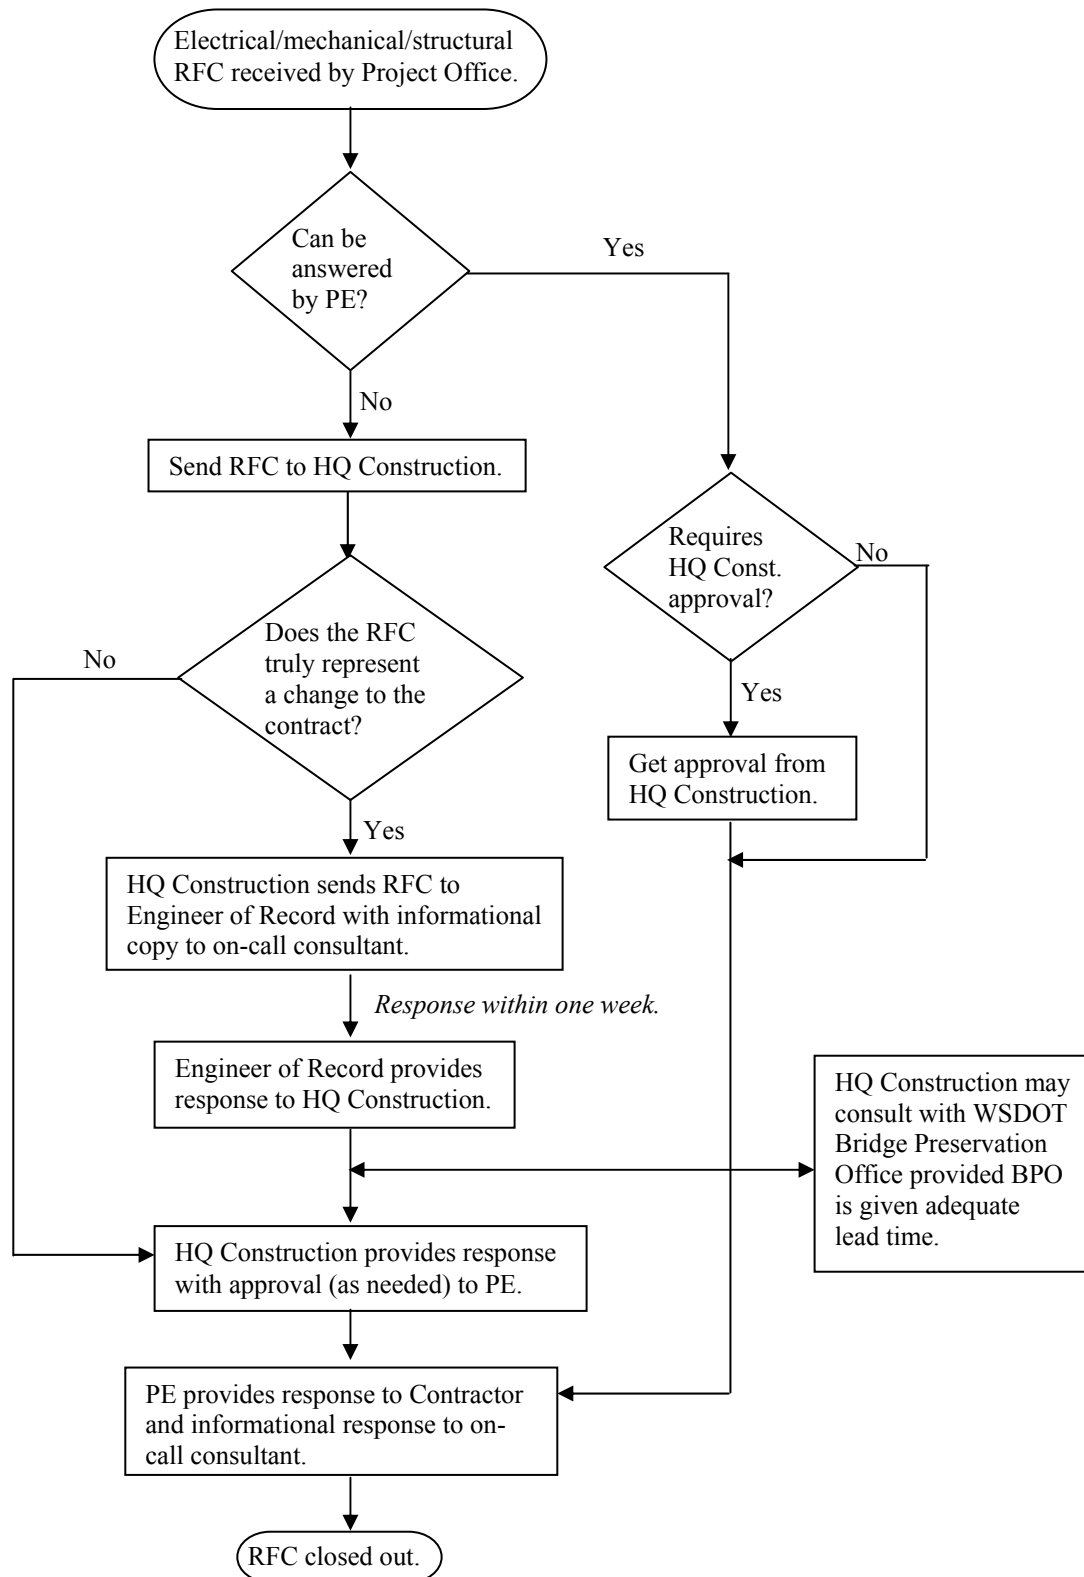 Electrical/mechanical/structural
RFC received by Project Office.
Can be
answered
by PE?
Yes
No
Send RFC to HQ Construction.
Requires
HQ Const.
approval?
No
Does the RFC
truly represent
a change to the
contract?
No
Yes
Get approval from
HQ Construction.
Yes
HQ Construction sends RFC to
Engineer of Record with informational
copy to on-call consultant.
Response within one week.
Engineer of Record provides
response to HQ Construction.
HQ Construction may
consult with WSDOT
Bridge Preservation
Office provided BPO
is given adequate
lead time.
HQ Construction provides response
with approval (as needed) to PE.
PE provides response to Contractor
and informational response to on-
call consultant.
RFC closed out.